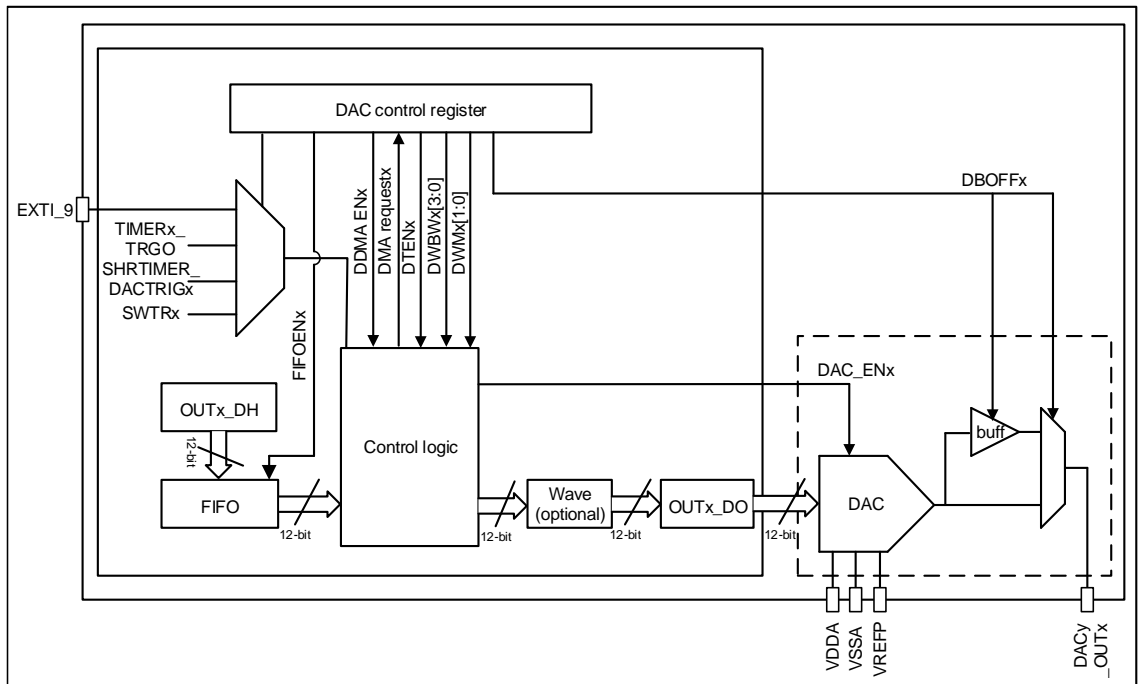 DAC control register
EXTI_9
TIMERx_
TRGO
SHRTIMER_
DACTRIGx
SWTRx
FIFOENx
DDMA ENx
DMA requestx
DTENx
DWBWx[3:0]
DWMx[1:0]
DBOFFx
OUTx_DH
12-bit
FIFO
12-bit
Control logic
12-bit
Wave
(optional)
12-bit
OUTx_DO
12-bit
DAC_ENx
DAC
buff
VDDA
VSSA
VREFP
DACy
_OUTx